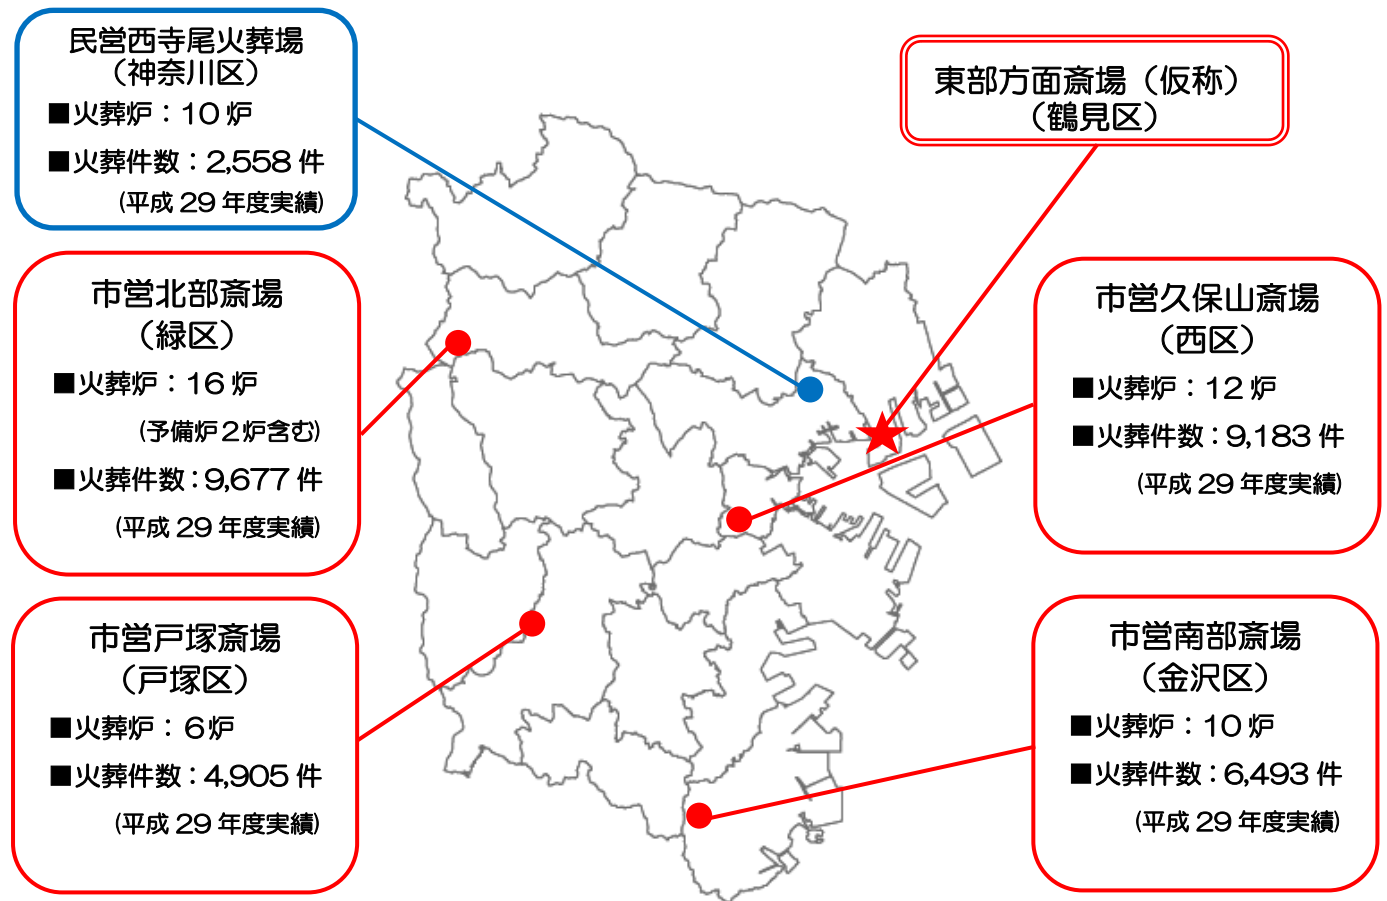 民営西寺尾火葬場
（神奈川区）
■火葬炉：10炉
■火葬件数：2,558件
(平成29年度実績)
市営北部斎場
（緑区）
■火葬炉：16炉
(予備炉2炉含む)
■火葬件数：9,677件
(平成29年度実績)
市営戸塚斎場
（戸塚区）
■火葬炉：6炉
■火葬件数：4,905件
(平成29年度実績)
東部方面斎場（仮称）
（鶴見区）
市営久保山斎場
（西区）
■火葬炉：12炉
■火葬件数：9,183件
(平成29年度実績)
市営南部斎場
（金沢区）
■火葬炉：10炉
■火葬件数：6,493件
(平成29年度実績)